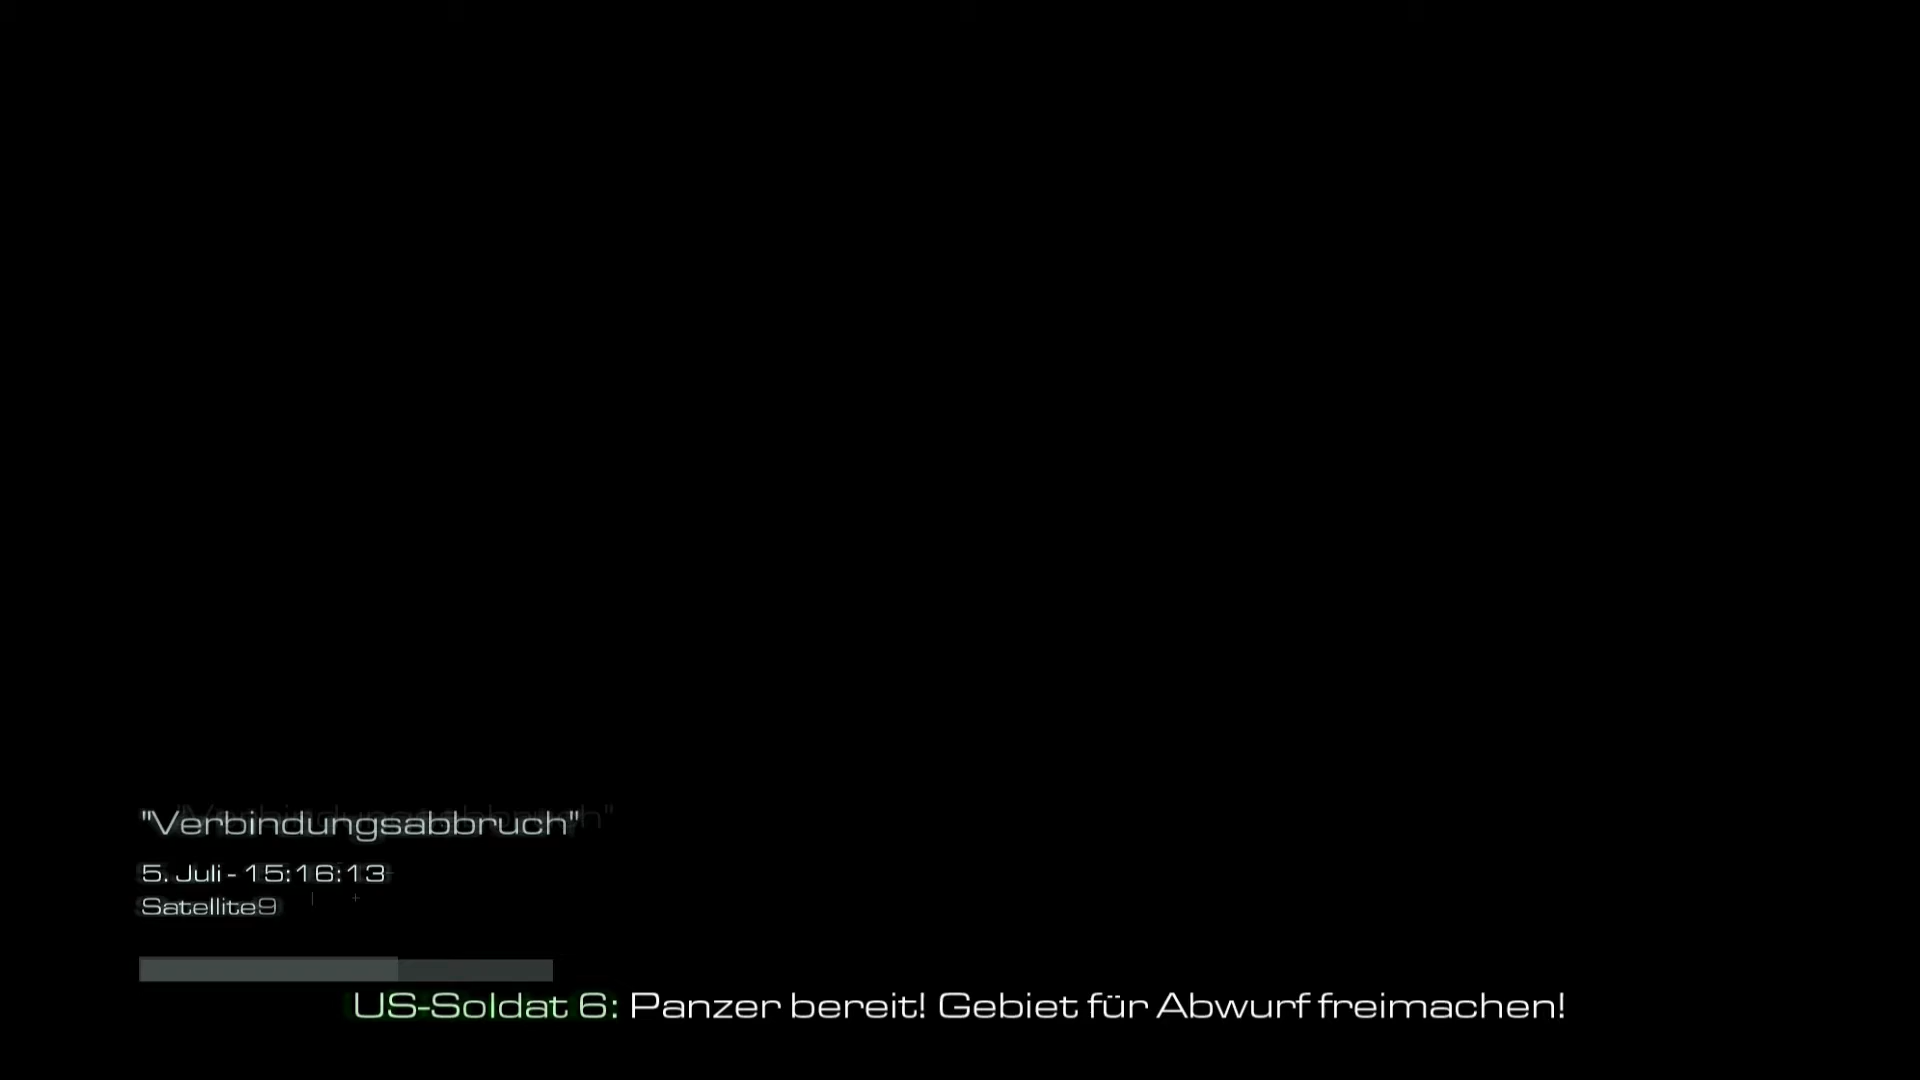 "Verbindungsabbruch"
5. Juli - 15:16:13
Satellite9
US-Soldat 6: Panzer bereit! Gebiet für Abwurf freimachen!